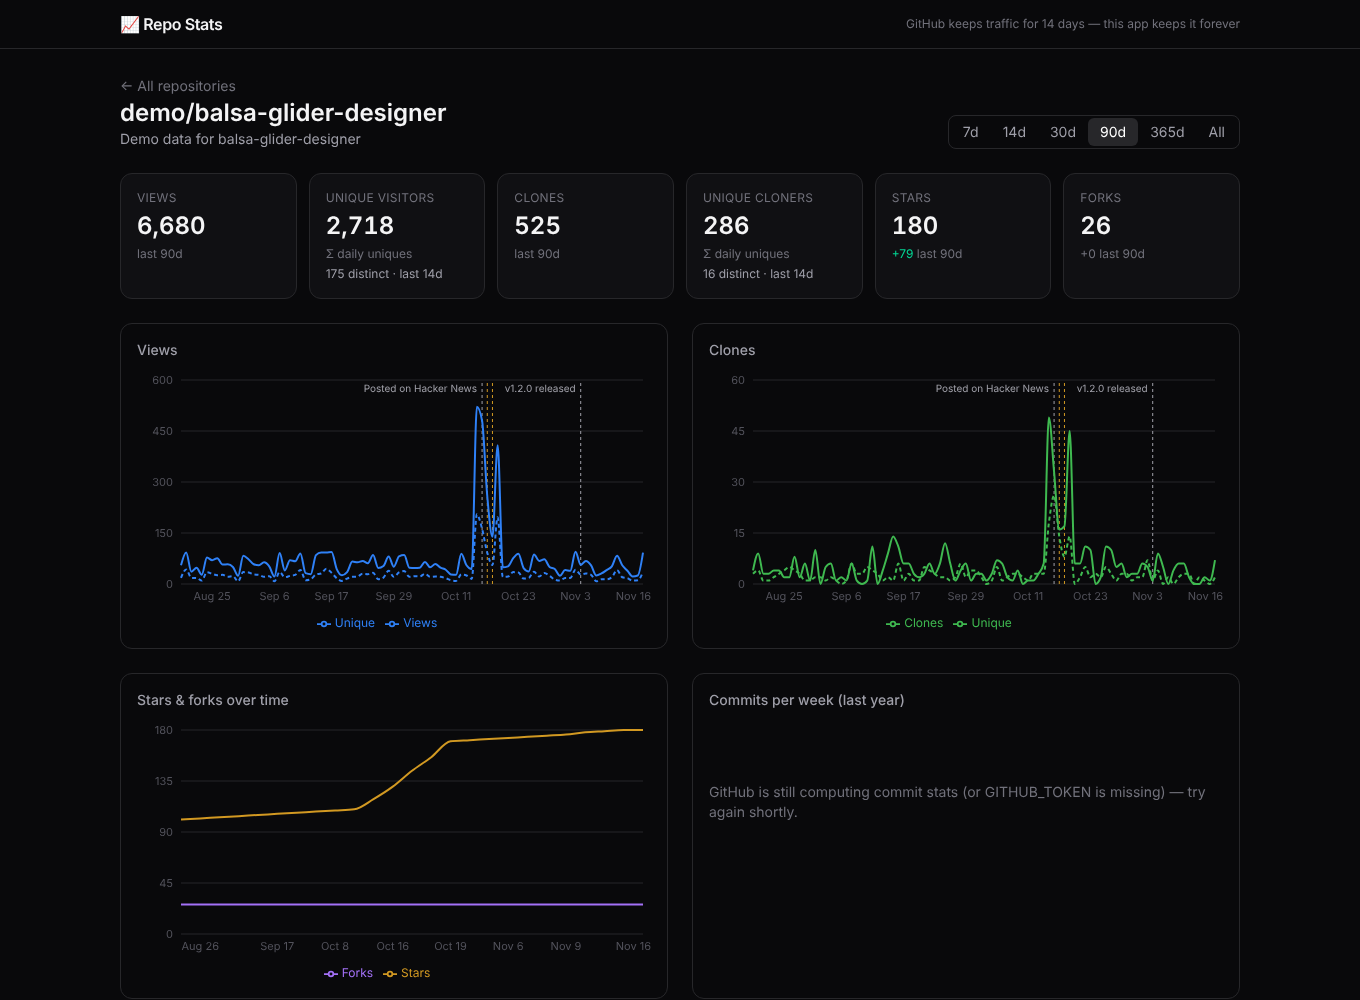 📈 Repo Stats
GitHub keeps traffic for 14 days — this app keeps it forever
← All repositories
demo/balsa-glider-designer
Demo data for balsa-glider-designer
7d 14d 30d 90d 365d All
VIEWS
6,680
last 90d
UNIQUE VISITORS
2,718
Σ daily uniques
175 distinct · last 14d
CLONES
525
last 90d
UNIQUE CLONERS
286
Σ daily uniques
16 distinct · last 14d
STARS
180
+79 last 90d
FORKS
26
+0 last 90d
Views
600
450
300
150
0
Posted on Hacker News
v1.2.0 released
Aug 25 Sep 6 Sep 17 Sep 29 Oct 11 Oct 23 Nov 3 Nov 16
Unique Views
Clones
60
45
30
15
0
Posted on Hacker News
v1.2.0 released
Aug 25 Sep 6 Sep 17 Sep 29 Oct 11 Oct 23 Nov 3 Nov 16
Clones Unique
Stars & forks over time
180
135
90
45
0
Aug 26 Sep 17 Oct 8 Oct 16 Oct 19 Nov 6 Nov 9 Nov 16
Forks Stars
Commits per week (last year)
GitHub is still computing commit stats (or GITHUB_TOKEN is missing) — try
again shortly.